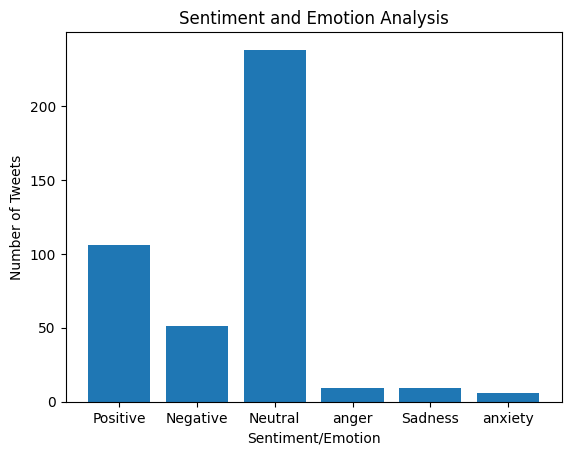 Sentiment and Emotion Analysis
Number of Tweets
200
150
100
50
0
Positive Negative Neutral anger Sadness anxiety
Sentiment/Emotion